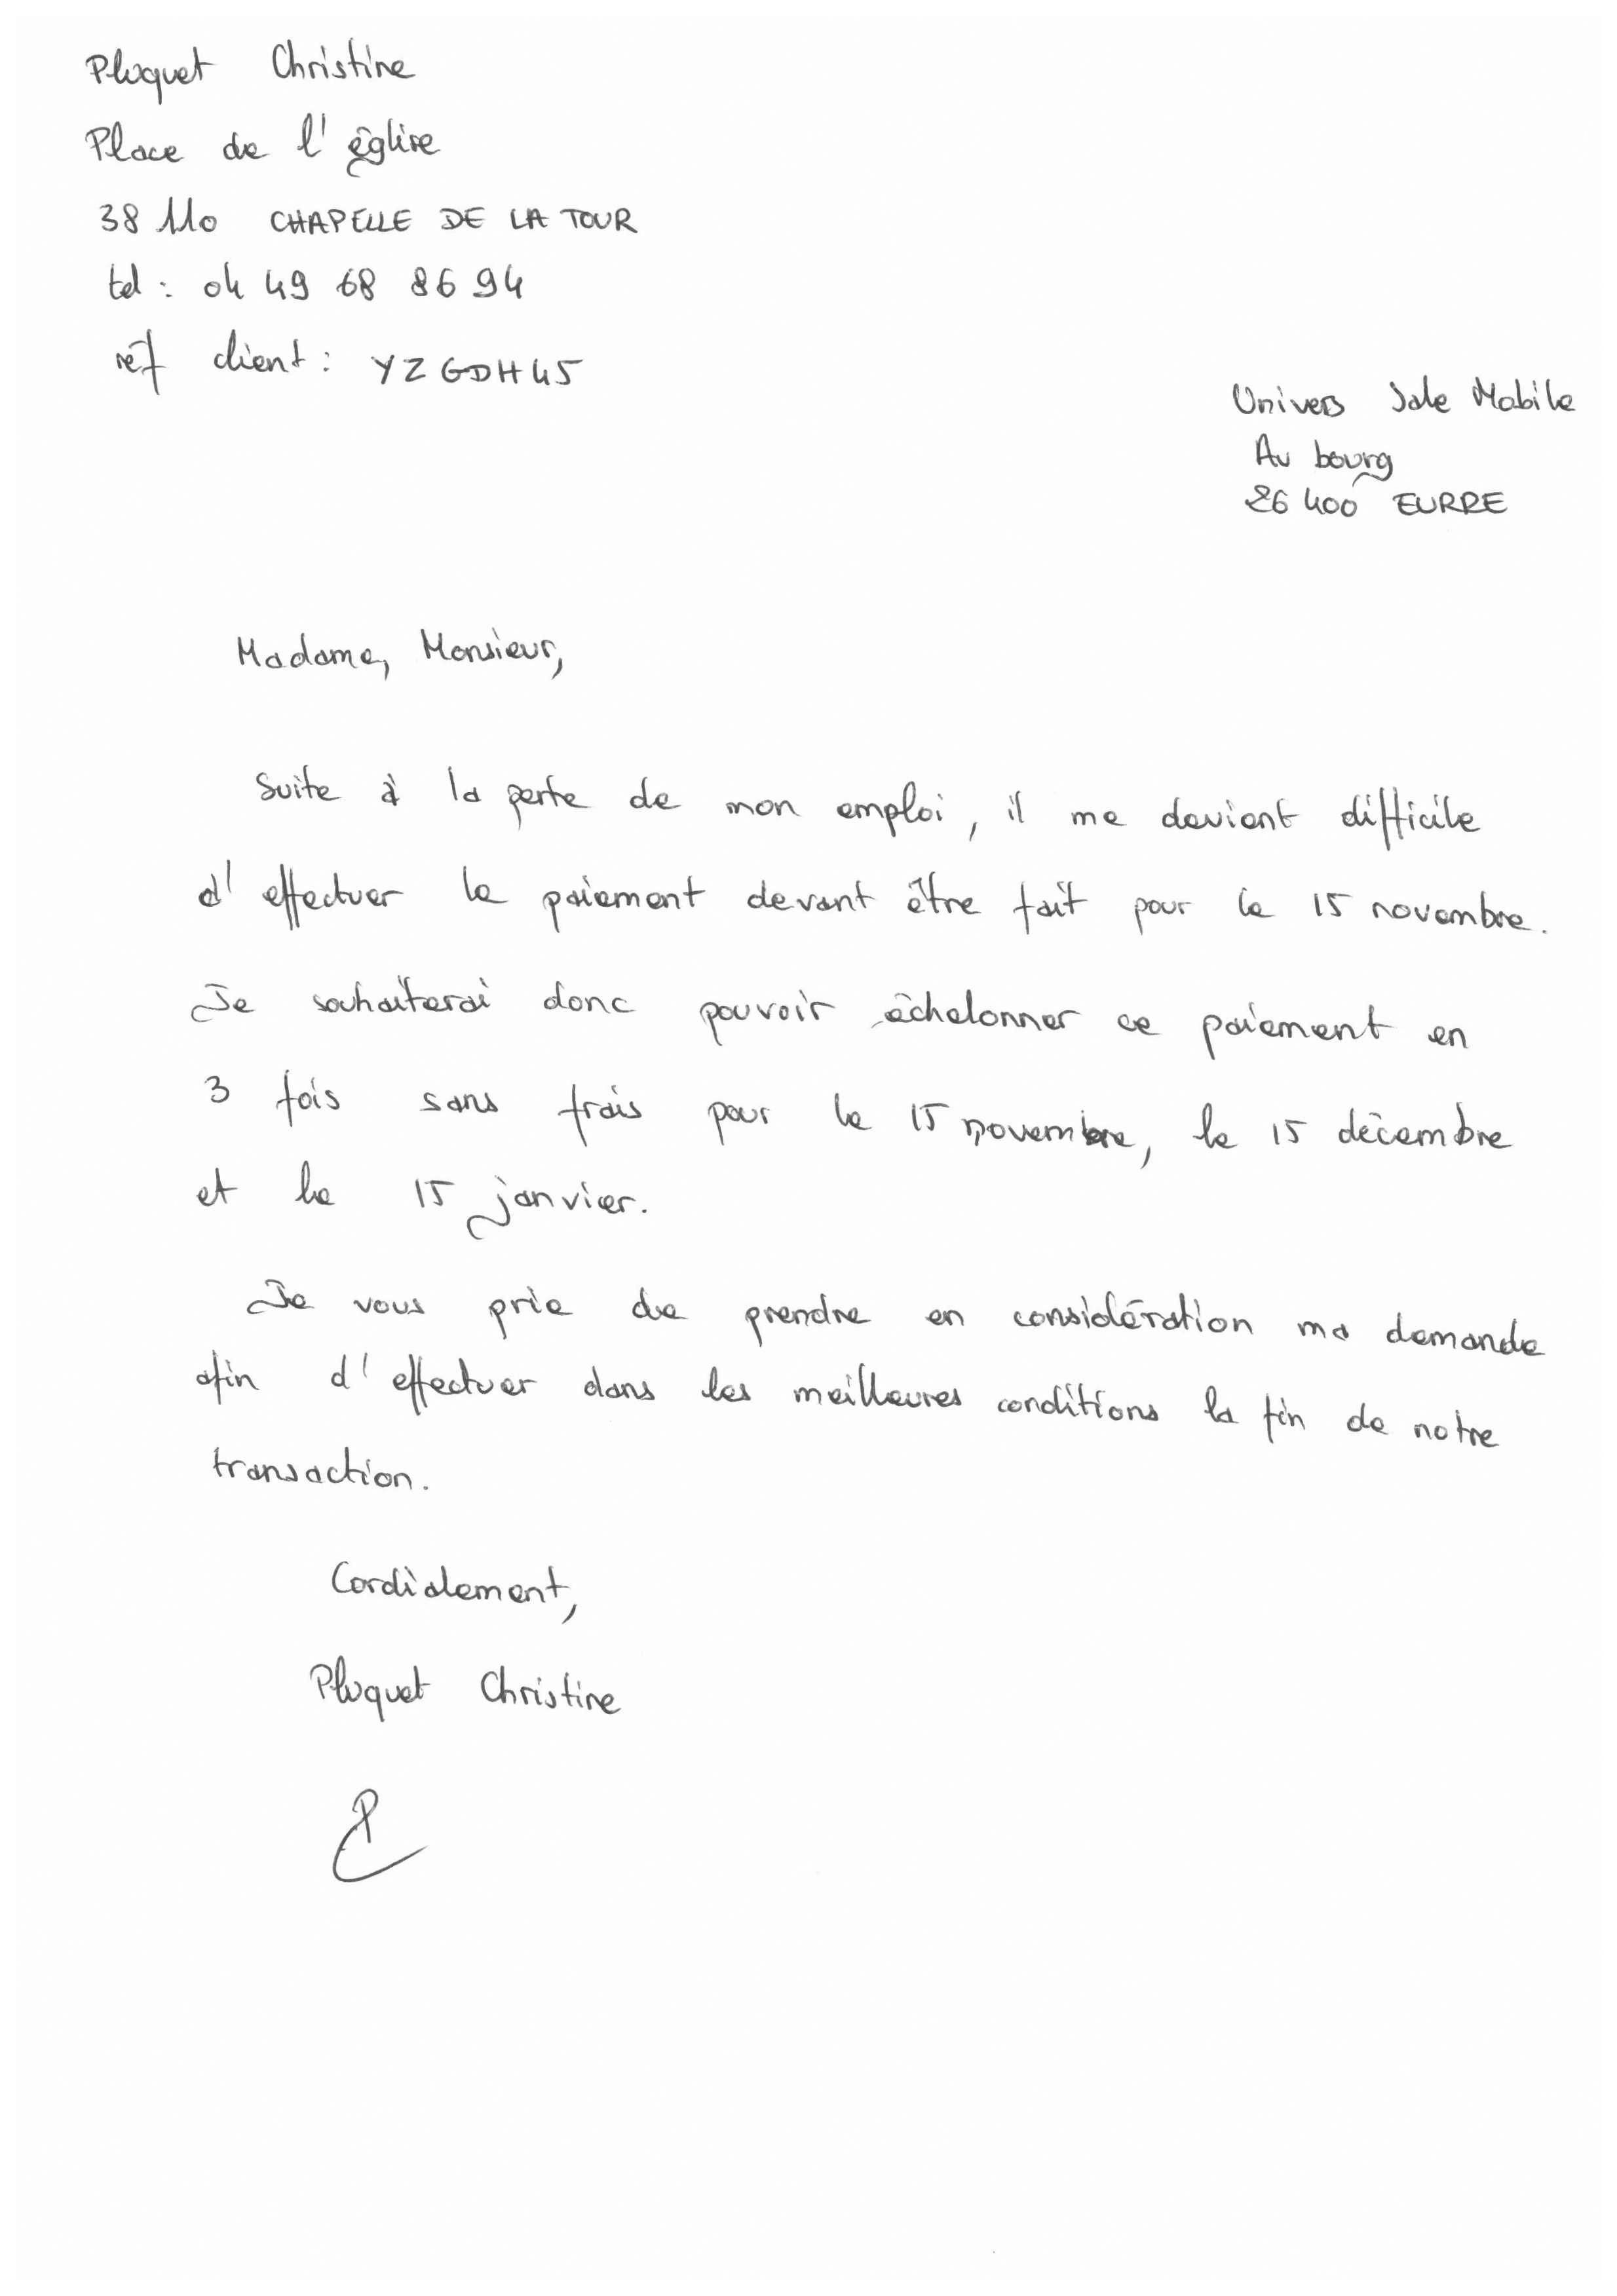 Pluquet Christine
Place de l'église
38 110 CHAPELLE DE LA TOUR
tel : 04 49 68 86 94
réf client : YZGDH45
Univers Sale Mobile
Au bourg
26 400 EURRE
Madame, Monsieur,
Suite à la perte de mon emploi, il me devient difficile
d'effectuer le paiement devant être fait pour le 15 novembre.
Je souhaiterai donc pouvoir échelonner ce paiement en
3 fois sans frais pour le 15 novembre, le 15 décembre
et le 15 janvier.
Je vous prie de prendre en considération ma demande
afin d'effectuer dans les meilleures conditions la fin de notre
transaction.
Cordialement,
Pluquet Christine